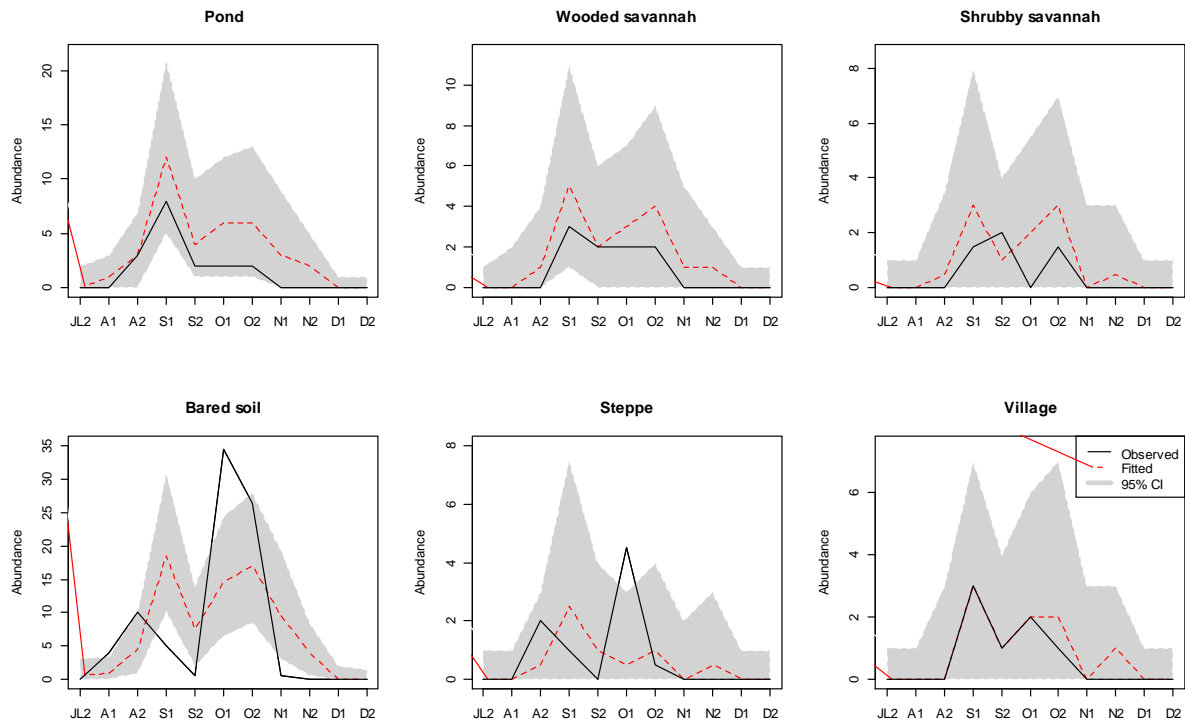 Pond
Abundance
20
15
10
5
0
JL2 A1 A2 S1 S2 O1 O2 N1 N2 D1 D2
Wooded savannah
Abundance
10
8
6
4
2
0
JL2 A1 A2 S1 S2 O1 O2 N1 N2 D1 D2
Shrubby savannah
Abundance
8
6
4
2
0
JL2 A1 A2 S1 S2 O1 O2 N1 N2 D1 D2
Bared soil
Abundance
35
30
25
20
15
10
5
0
JL2 A1 A2 S1 S2 O1 O2 N1 N2 D1 D2
Steppe
Abundance
8
6
4
2
0
JL2 A1 A2 S1 S2 O1 O2 N1 N2 D1 D2
Village
Abundance
6
4
2
0
JL2 A1 A2 S1 S2 O1 O2 N1 N2 D1 D2
Observed
Fitted
95% CI